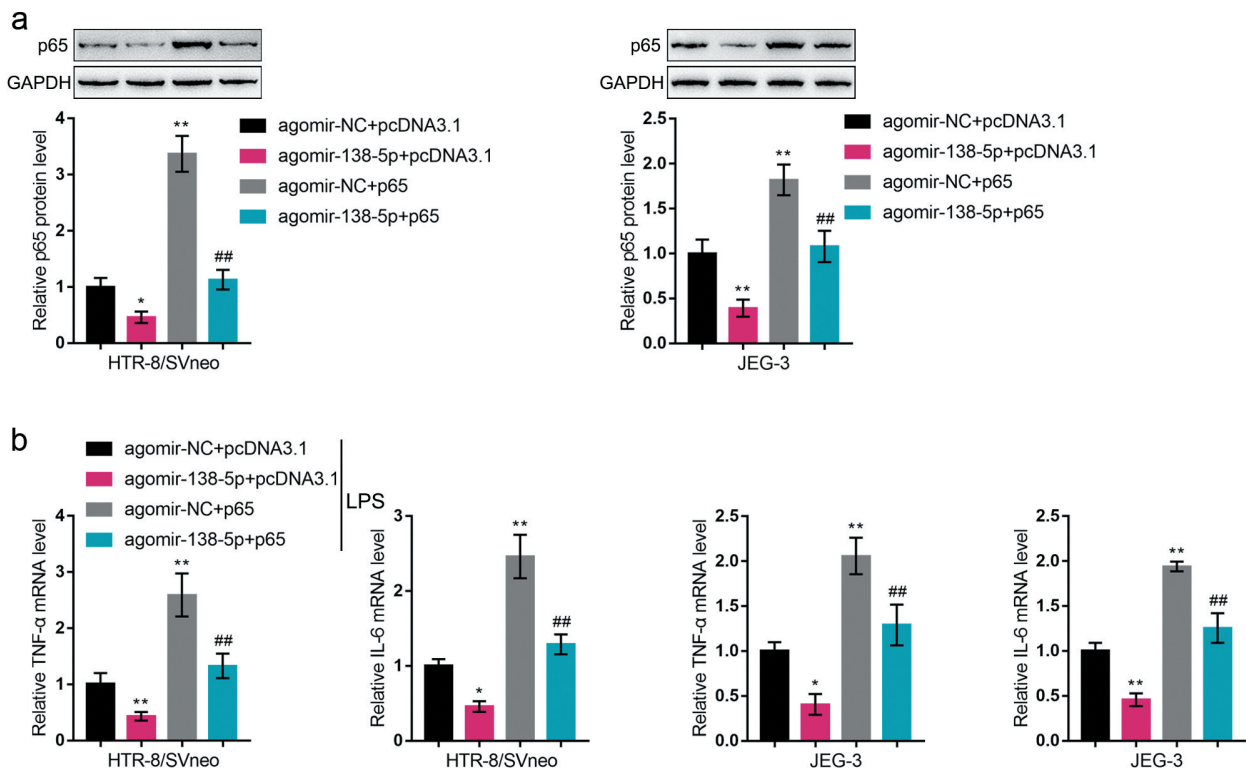 a
p65
GAPDH
Relative p65 protein level
4
3
2
1
0
*
**
##
HTR-8/SVneo
agomir-NC+pcDNA3.1
agomir-138-5p+pcDNA3.1
agomir-NC+p65
agomir-138-5p+p65
p65
GAPDH
Relative p65 protein level
2.5
2.0
1.5
1.0
0.5
0.0
**
**
##
JEG-3
agomir-NC+pcDNA3.1
agomir-138-5p+pcDNA3.1
agomir-NC+p65
agomir-138-5p+p65
b
agomir-NC+pcDNA3.1
agomir-138-5p+pcDNA3.1
agomir-NC+p65
agomir-138-5p+p65
LPS
Relative TNF-α mRNA level
4
3
2
1
0
**
**
##
HTR-8/SVneo
Relative IL-6 mRNA level
3
2
1
0
*
**
##
HTR-8/SVneo
Relative TNF-α mRNA level
2.5
2.0
1.5
1.0
0.5
0.0
*
**
##
JEG-3
Relative IL-6 mRNA level
2.5
2.0
1.5
1.0
0.5
0.0
**
**
##
JEG-3